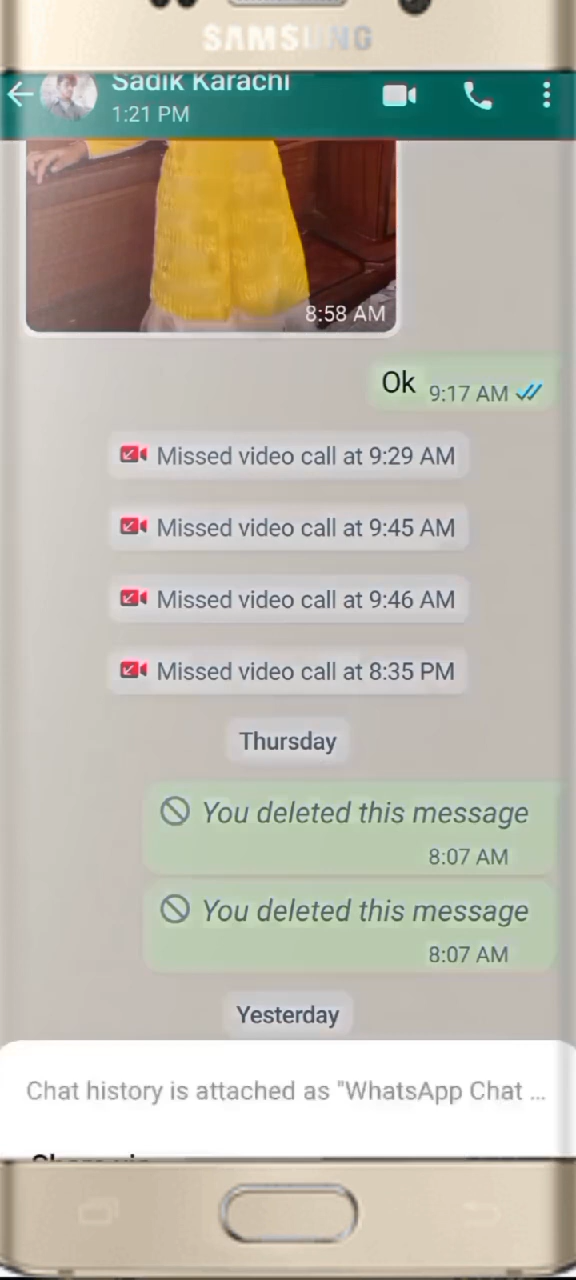 SAMSUNG
Sadik Karachi
1:21 PM
8:58 AM
Ok 9:17 AM
Missed video call at 9:29 AM
Missed video call at 9:45 AM
Missed video call at 9:46 AM
Missed video call at 8:35 PM
Thursday
You deleted this message
8:07 AM
You deleted this message
8:07 AM
Yesterday
Chat history is attached as "WhatsApp Chat ...